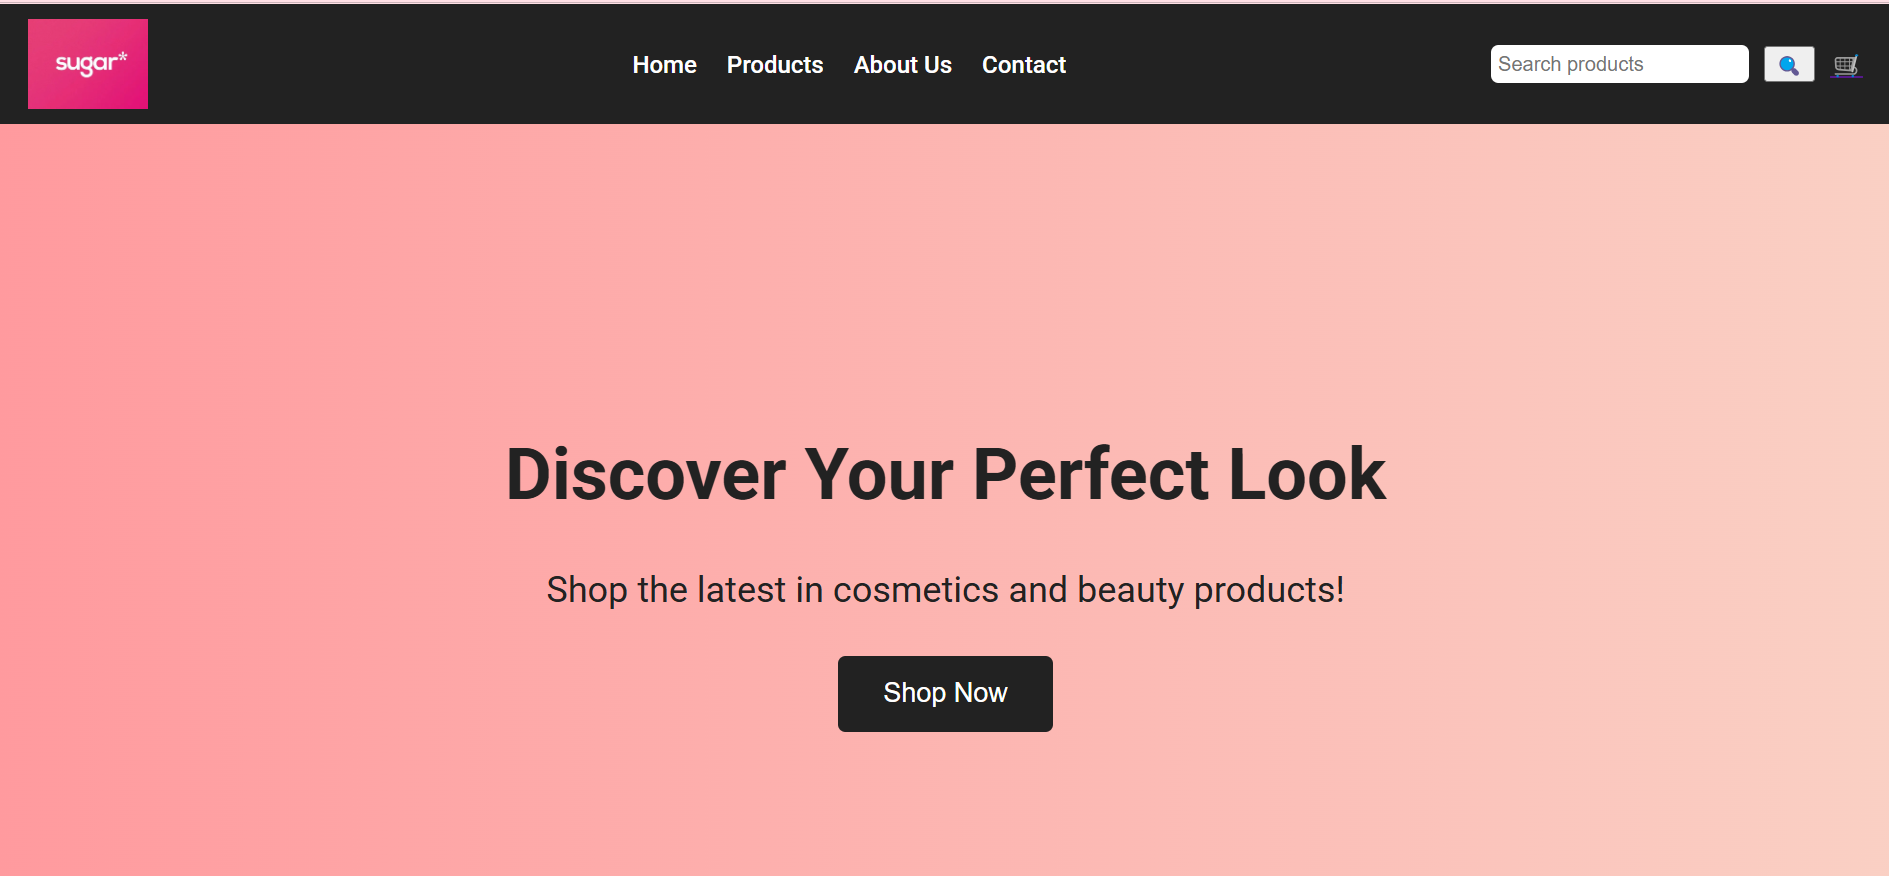 sugar*
Home Products About Us Contact
Search products
Discover Your Perfect Look
Shop the latest in cosmetics and beauty products!
Shop Now